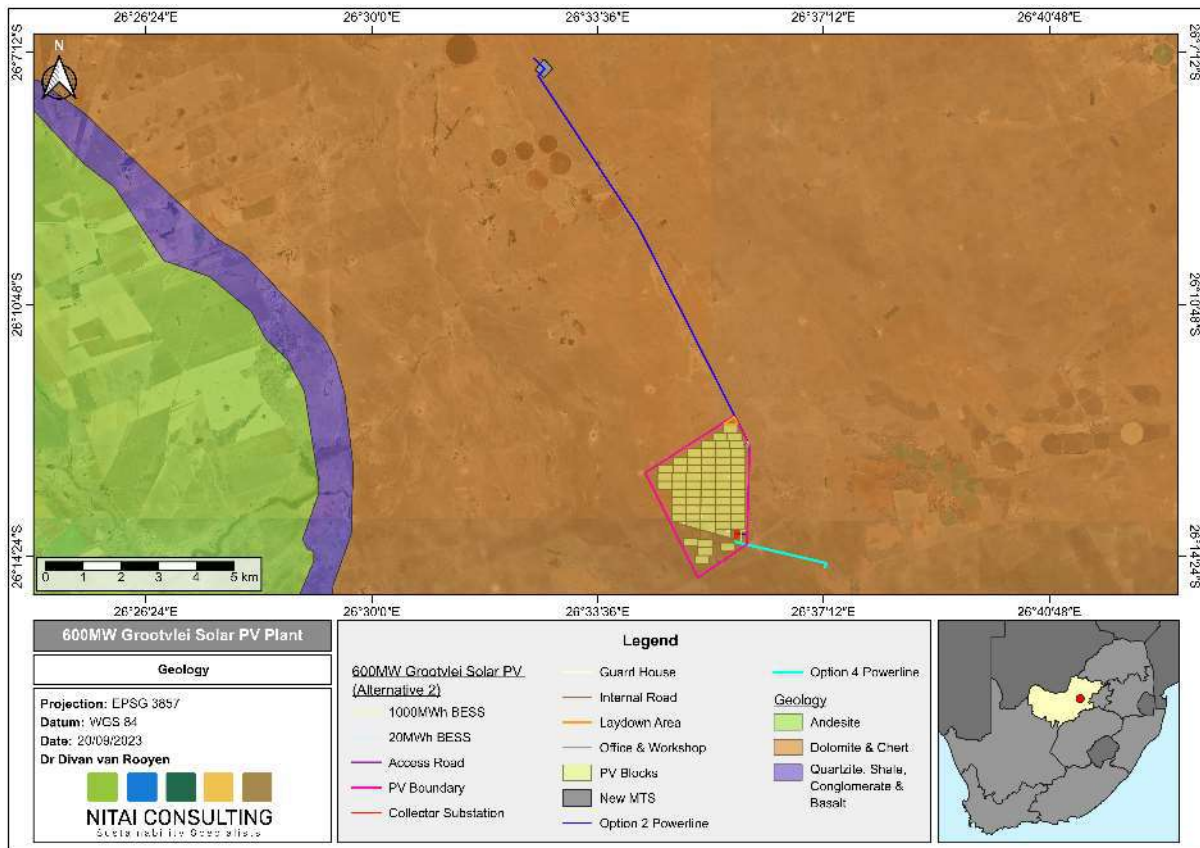 26°26'24"E 26°30'0"E 26°33'36"E 26°37'12"E 26°40'48"E
26°7'12"S 26°7'12"S
N
26°10'48"S 26°10'48"S
26°14'24"S 26°14'24"S
0 1 2 3 4 5 km
26°26'24"E 26°30'0"E 26°33'36"E 26°37'12"E 26°40'48"E
600MW Grootvlei Solar PV Plant
Geology
Projection: EPSG 3857
Datum: WGS 84
Date: 20/09/2023
Dr Divan van Rooyen
NITAI CONSULTING
Sustainability Specialists
Legend
600MW Grootvlei Solar PV
(Alternative 2)
1000MWh BESS
20MWh BESS
Access Road
PV Boundary
Collector Substation
Guard House
Internal Road
Laydown Area
Office & Workshop
PV Blocks
New MTS
Option 2 Powerline
Option 4 Powerline
Geology
Andesite
Dolomite & Chert
Quartzite, Shale,
Conglomerate &
Basalt